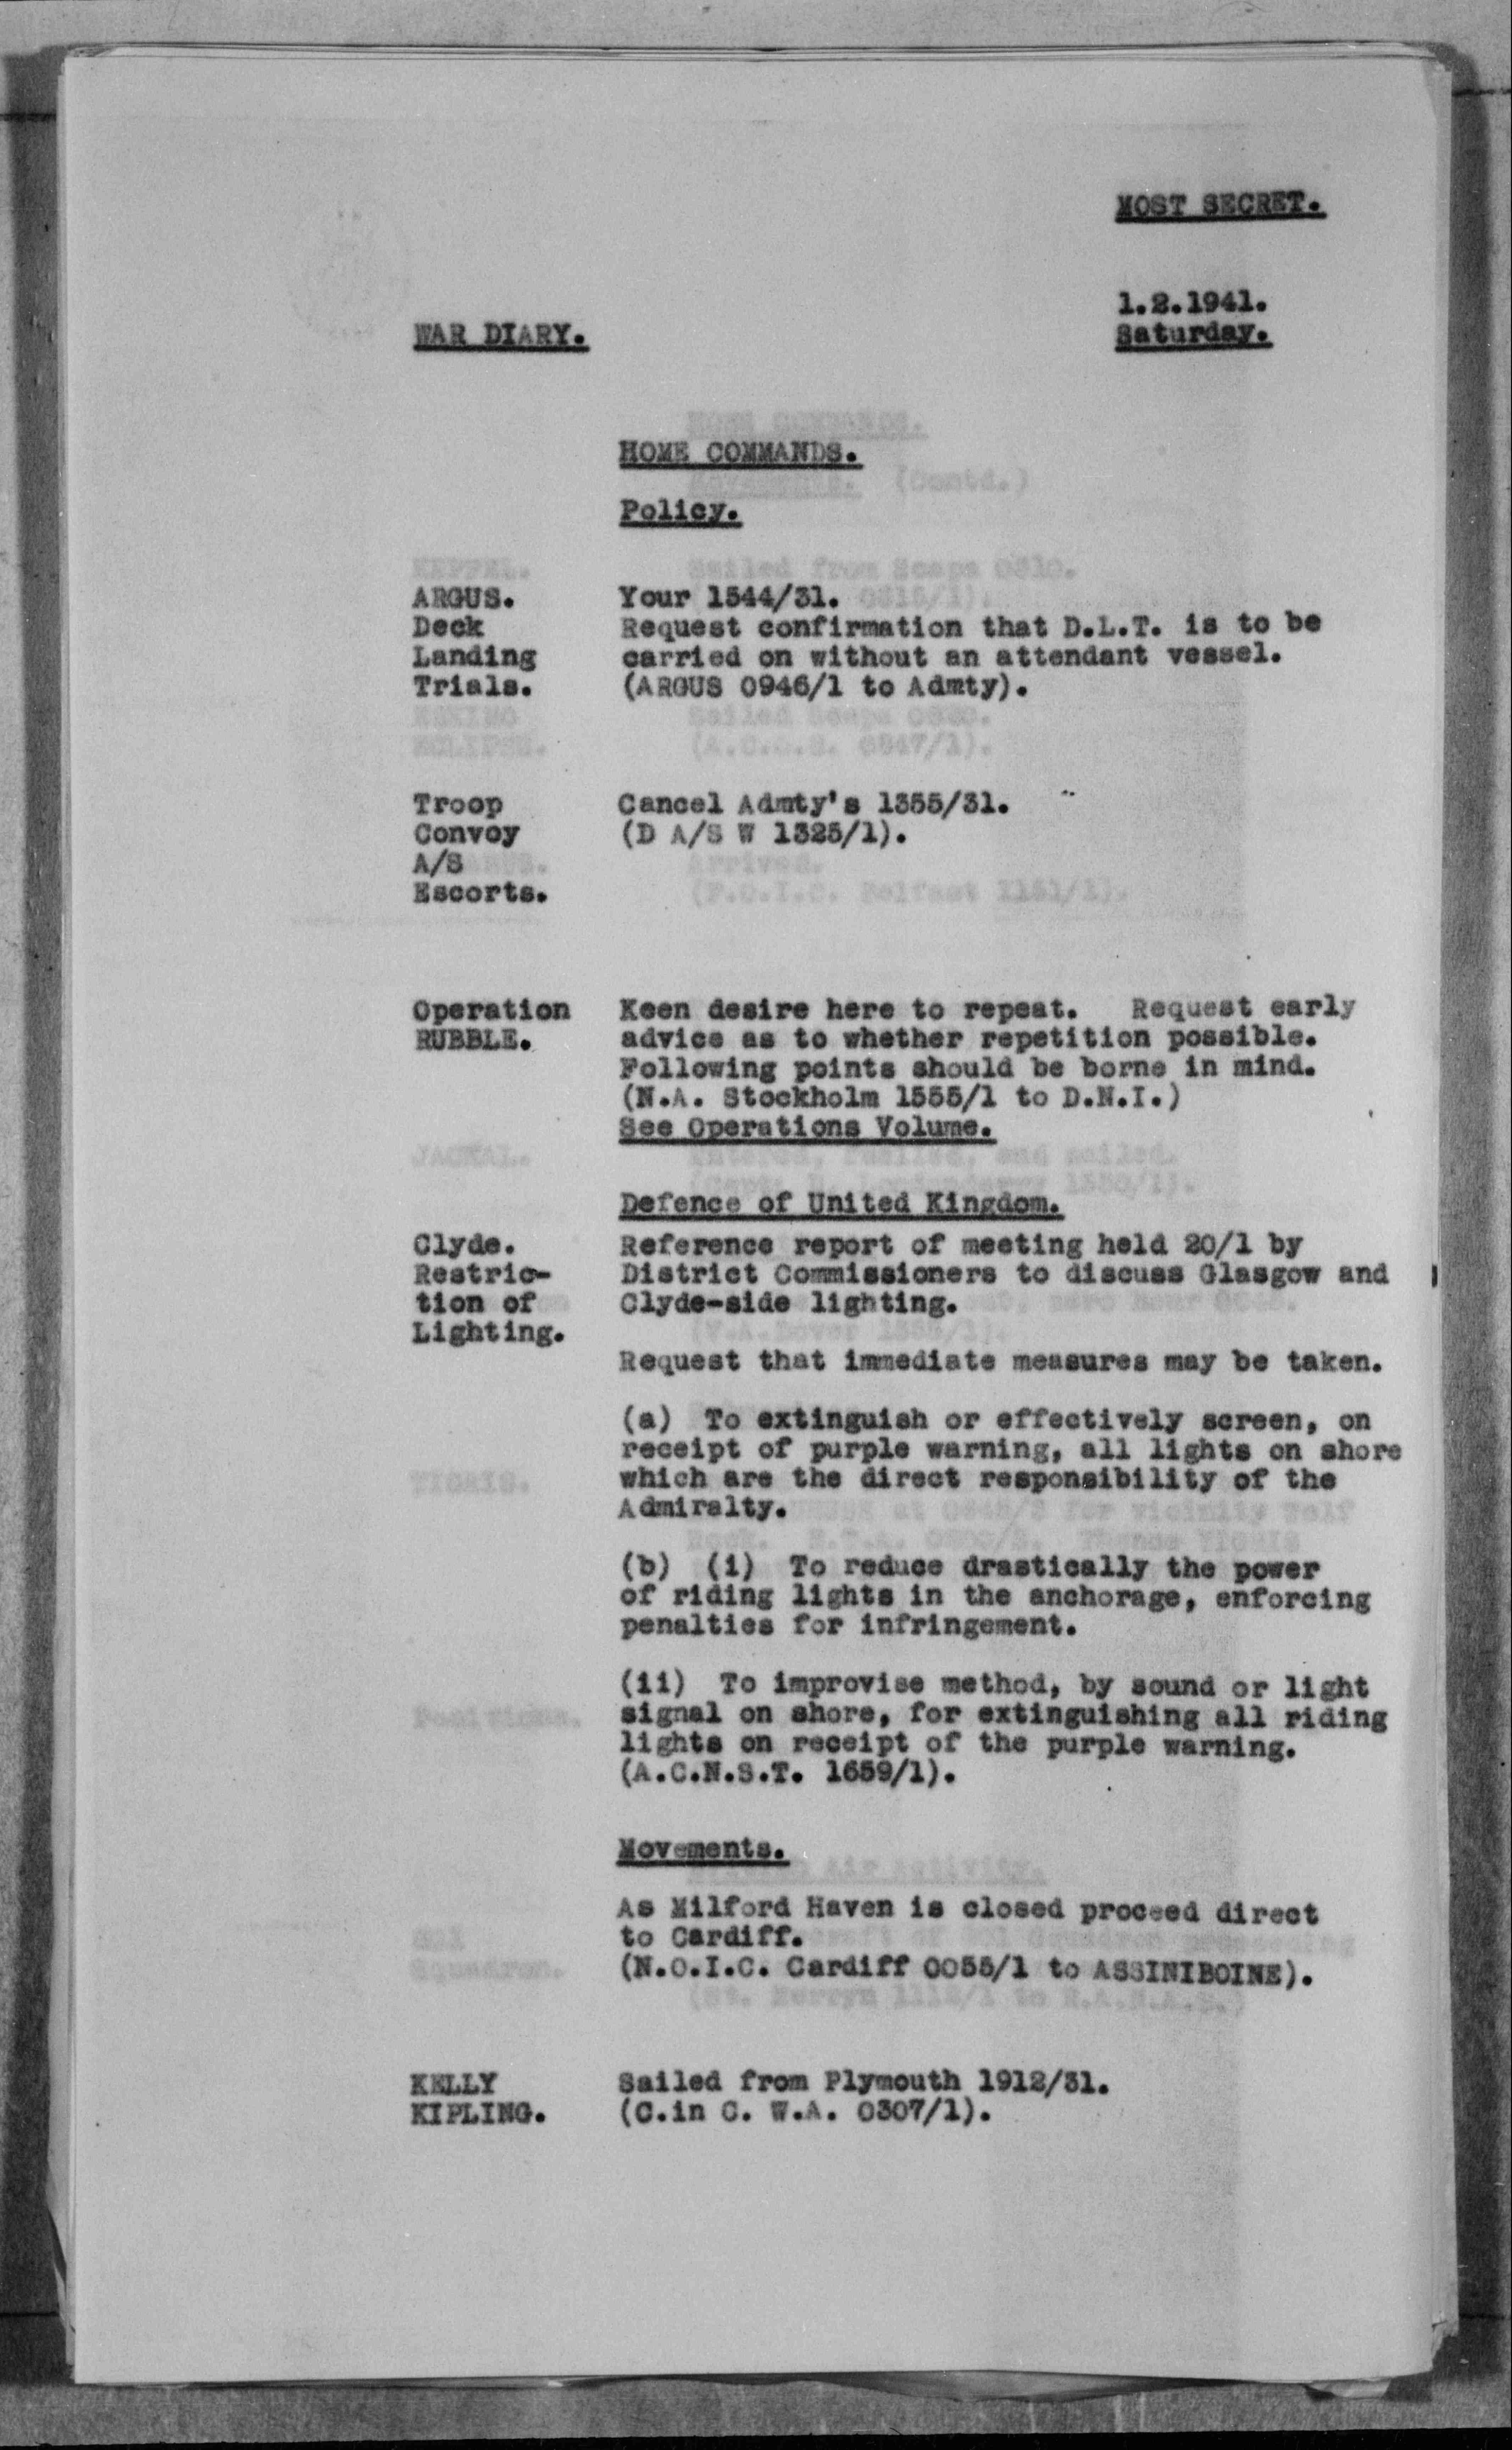 MOST SECRET.
1.2.1941.
WAR DIARY.
Saturday.
HOME COMMANDS.
Policy.
ARGUS. Your 1544/31.
Deck Request confirmation that D.L.T. is to be
Landing carried on without an attendant vessel.
Trials. (ARGUS 0946/1 to Admty).
Troop Cancel Admty's 1355/31.
Convoy (D A/S W 1325/1).
A/S
Escorts.
Operation Keen desire here to repeat. Request early
RUBBLE. advice as to whether repetition possible.
Following points should be borne in mind.
(N.A. Stockholm 1555/1 to D.N.I.)
See Operations Volume.
Defence of United Kingdom.
Clyde. Reference report of meeting held 20/1 by
Restric- District Commissioners to discuss Glasgow and
tion of Clyde-side lighting.
Lighting.
Request that immediate measures may be taken.
(a) To extinguish or effectively screen, on
receipt of purple warning, all lights on shore
which are the direct responsibility of the
Admiralty.
(b) (i) To reduce drastically the power
of riding lights in the anchorage, enforcing
penalties for infringement.
(ii) To improvise method, by sound or light
signal on shore, for extinguishing all riding
lights on receipt of the purple warning.
(A.C.N.S.T. 1659/1).
Movements.
As Milford Haven is closed proceed direct
to Cardiff.
(N.O.I.C. Cardiff 0055/1 to ASSINIBOINE).
KELLY Sailed from Plymouth 1912/31.
KIPLING. (C.in C. W.A. 0307/1).